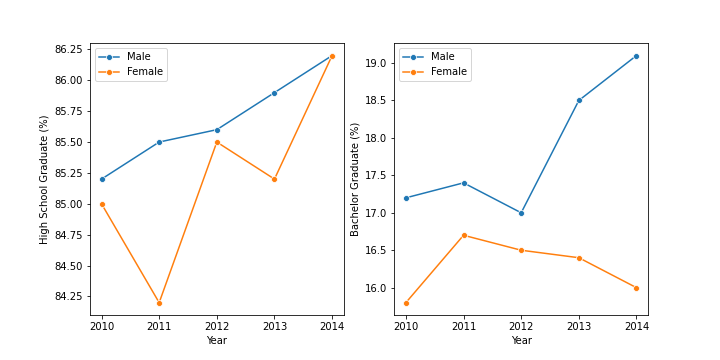 Male
Female
High School Graduate (%)
86.25
86.00
85.75
85.50
85.25
85.00
84.75
84.50
84.25
2010 2011 2012 2013 2014
Year
Male
Female
Bachelor Graduate (%)
19.0
18.5
18.0
17.5
17.0
16.5
16.0
2010 2011 2012 2013 2014
Year